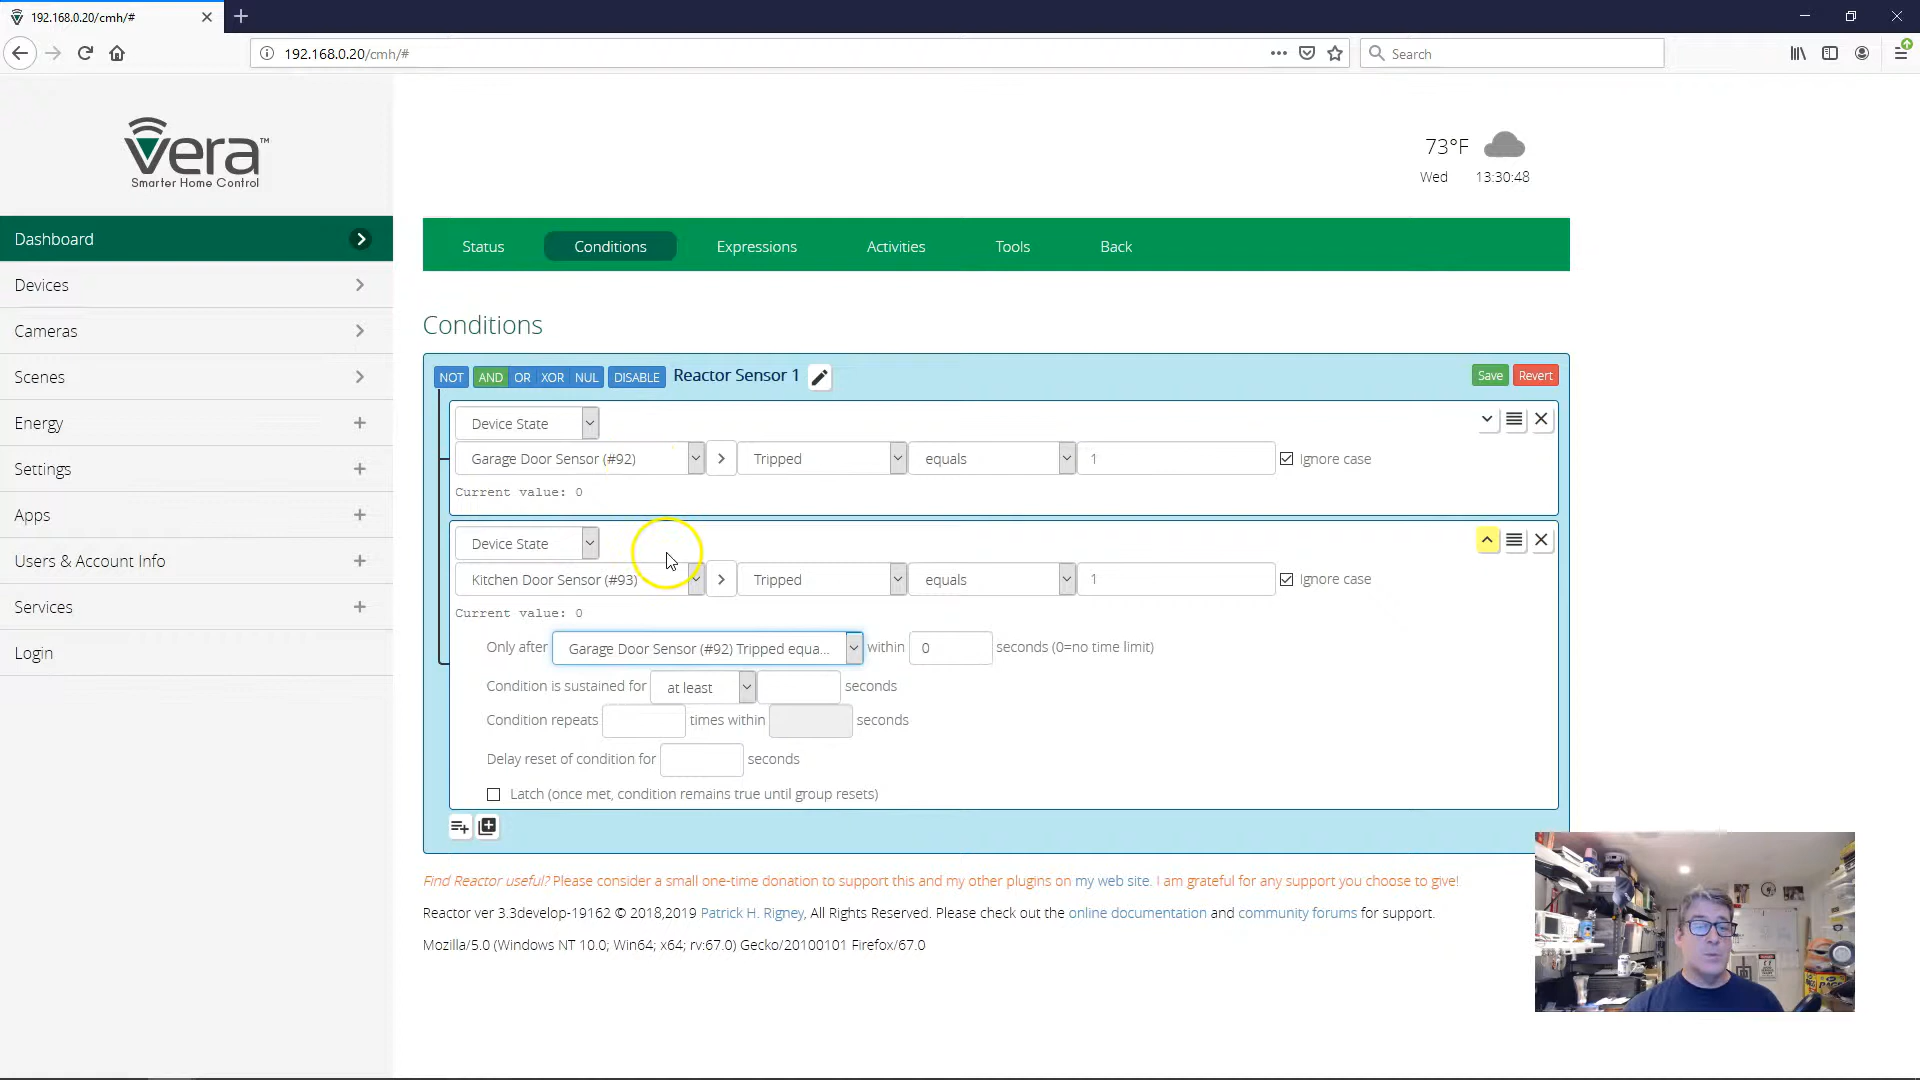 192.168.0.20/cmh/#
192.168.0.20/cmh/#
Search
vera™
Smarter Home Control
73°F
Wed 13:30:48
Dashboard
Devices
Cameras
Scenes
Energy
Settings
Apps
Users & Account Info
Services
Login
Status Conditions Expressions Activities Tools Back
Conditions
NOT AND OR XOR NUL DISABLE Reactor Sensor 1 Save Revert
Device State
Garage Door Sensor (#92) Tripped equals 1 Ignore case
Current value: 0
Device State
Kitchen Door Sensor (#93) Tripped equals 1 Ignore case
Current value: 0
Only after Garage Door Sensor (#92) Tripped equa... within 0 seconds (0=no time limit)
Condition is sustained for at least seconds
Condition repeats times within seconds
Delay reset of condition for seconds
Latch (once met, condition remains true until group resets)
Find Reactor useful? Please consider a small one-time donation to support this and my other plugins on my web site. I am grateful for any support you choose to give!
Reactor ver 3.3develop-19162 © 2018,2019 Patrick H. Rigney, All Rights Reserved. Please check out the online documentation and community forums for support.
Mozilla/5.0 (Windows NT 10.0; Win64; x64; rv:67.0) Gecko/20100101 Firefox/67.0